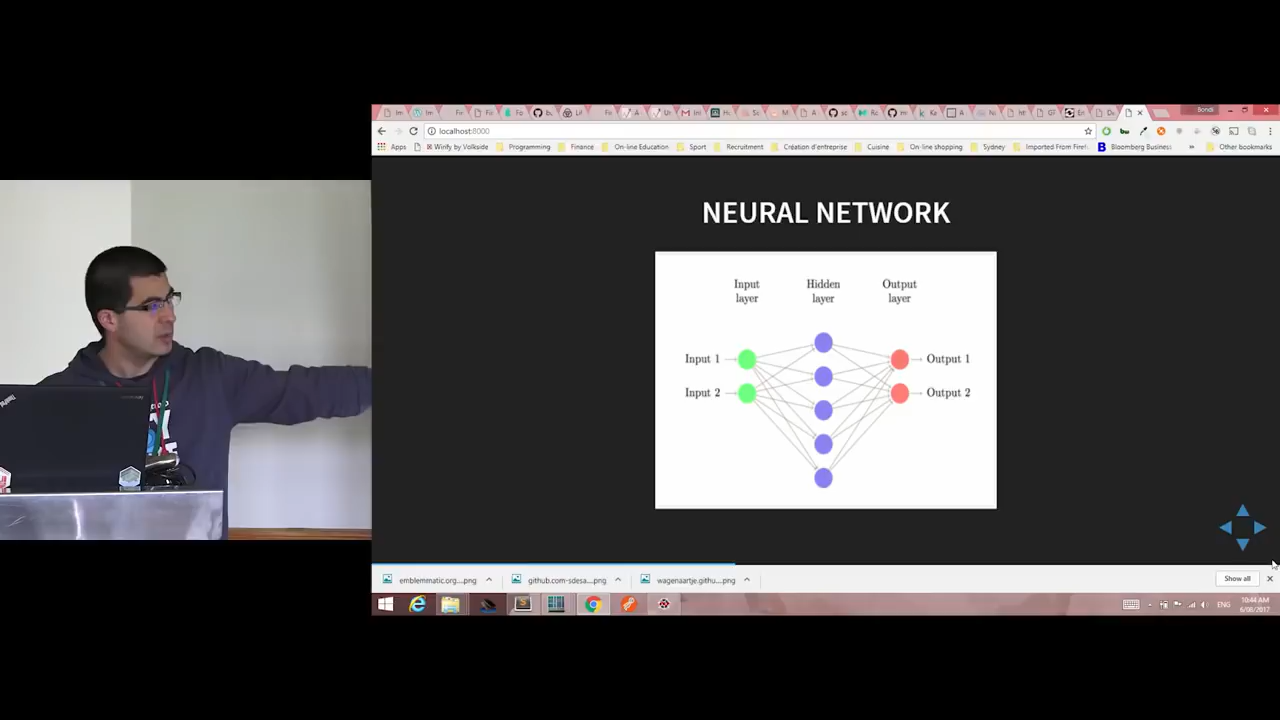 Bondi
localhost:8000
Apps
Winify by Volkside
Programming
Finance
On-line Education
Sport
Recruitment
Création d'entreprise
Cuisine
On-line shopping
Sydney
Imported From Firef
Bloomberg Business
Other bookmarks
NEURAL NETWORK
Input layer
Hidden layer
Output layer
Input 1
Output 1
Input 2
Output 2
emblemmatic.org....png
github.com-sdesa....png
wagenaartje.githu....png
Show all
ENG
10:44 AM
6/08/2017